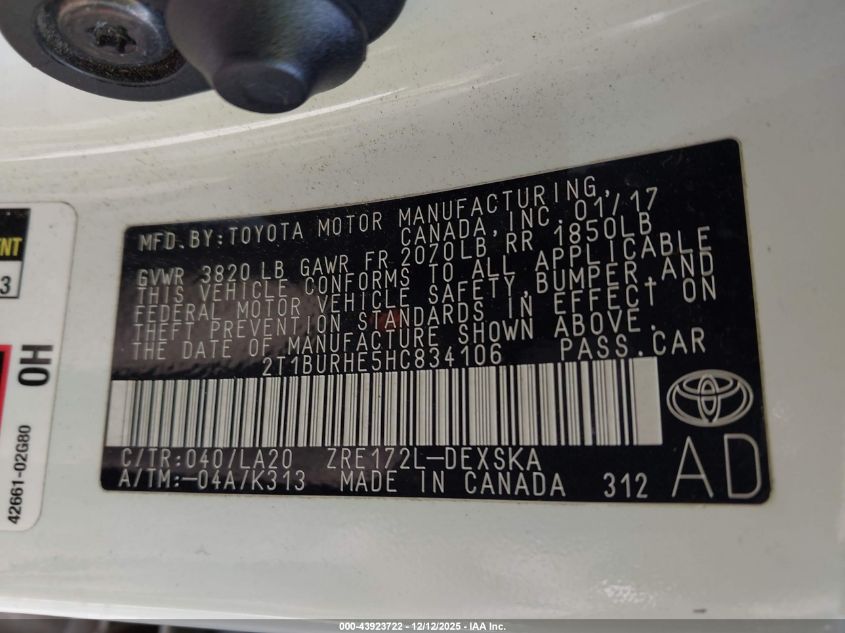 MFD. BY: TOYOTA MOTOR MANUFACTURING,
CANADA, INC. 01/17
GVWR 3820 LB GAWR FR 2070LB, RR 1850LB
THIS VEHICLE CONFORMS TO ALL APPLICABLE
FEDERAL MOTOR VEHICLE SAFETY, BUMPER, AND
THEFT PREVENTION STANDARDS IN EFFECT ON
THE DATE OF MANUFACTURE SHOWN ABOVE.
2T1BURHE5HC834106 PASS. CAR
C/TR:040/LA20 ZRE172L-DEXSKA
A/TM:-04A/K313 MADE IN CANADA 312
AD
3
HO
42661-02G80
000-43923722 - 12/12/2025 - IAA Inc.